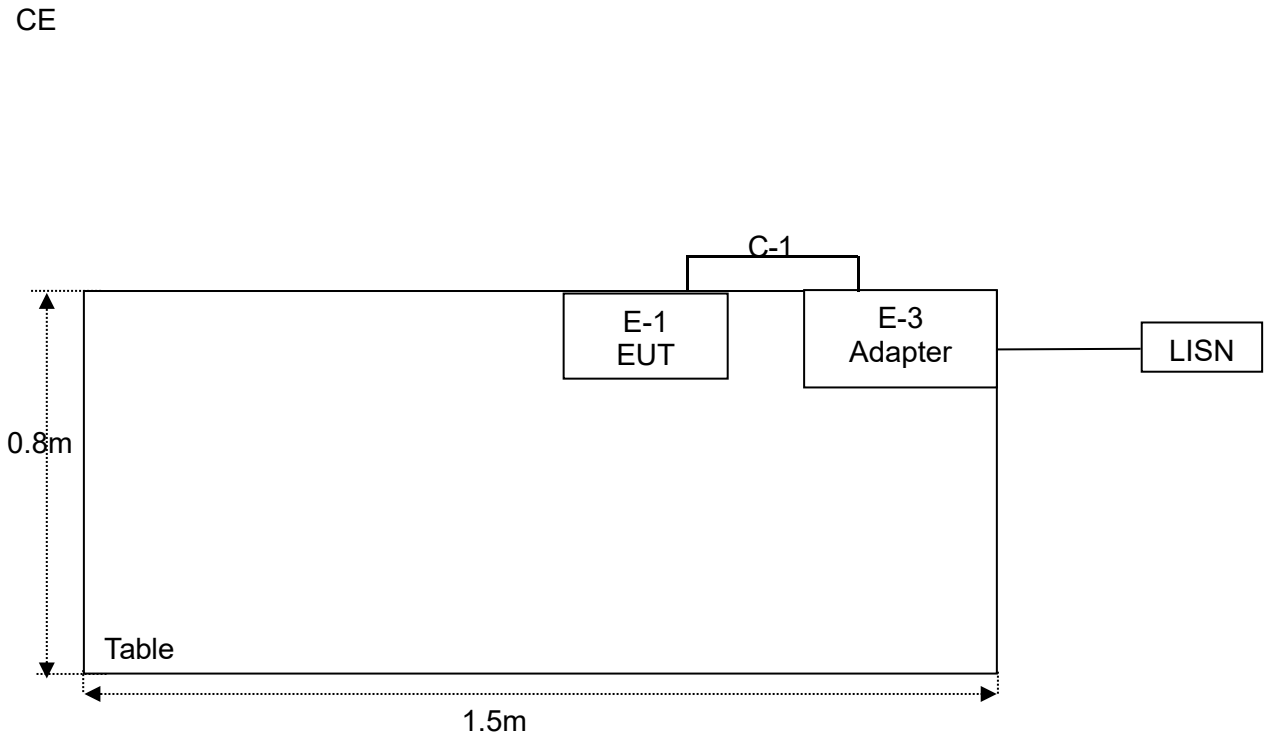 CE
C-1
E-1
EUT
E-3
Adapter
LISN
0.8m
Table
1.5m